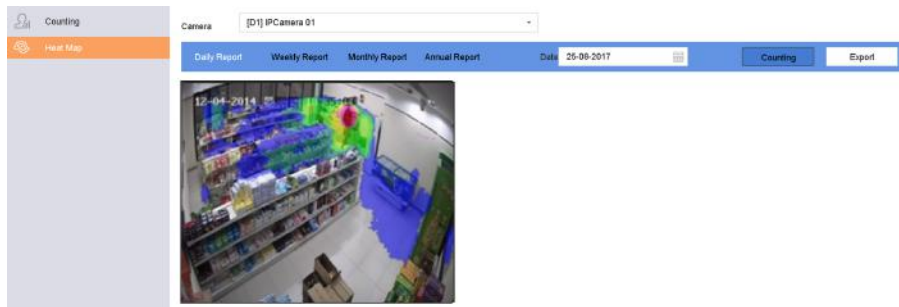 Counting
Heat Map
Camera
[D1] IPCamera 01
Daily Report
Weekly Report
Monthly Report
Annual Report
Date
25-08-2017
Counting
Export
12-04-2014